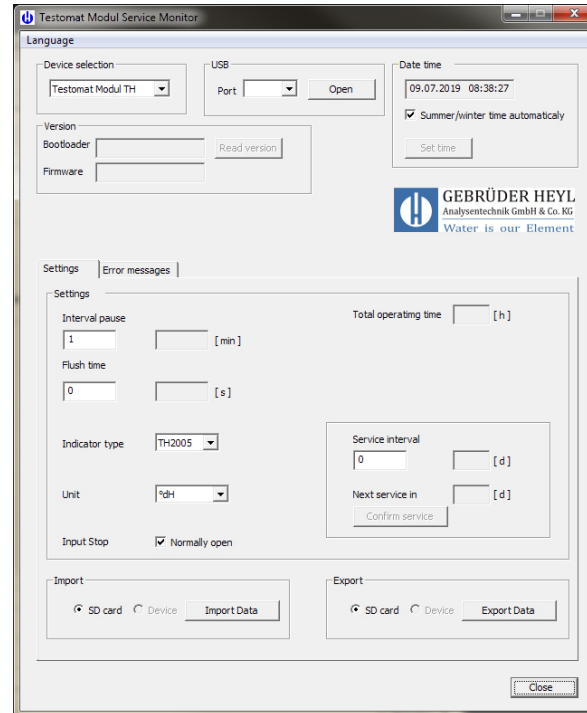 Testomat Modul Service Monitor
Language
Device selection
Testomat Modul TH
USB
Port
Open
Date time
09.07.2019 08:38:27
Summer/winter time automaticaly
Set time
Version
Bootloader
Read version
Firmware
GEBRÜDER HEYL
Analysentechnik GmbH & Co. KG
Water is our Element
Settings
Error messages
Settings
Interval pause
1
[ min ]
Total operatimg time
[ h ]
Flush time
0
[ s ]
Indicator type
TH2005
Service interval
0
[ d ]
Unit
°dH
Next service in
[ d ]
Confirm service
Input Stop
Normally open
Import
SD card
Device
Import Data
Export
SD card
Device
Export Data
Close